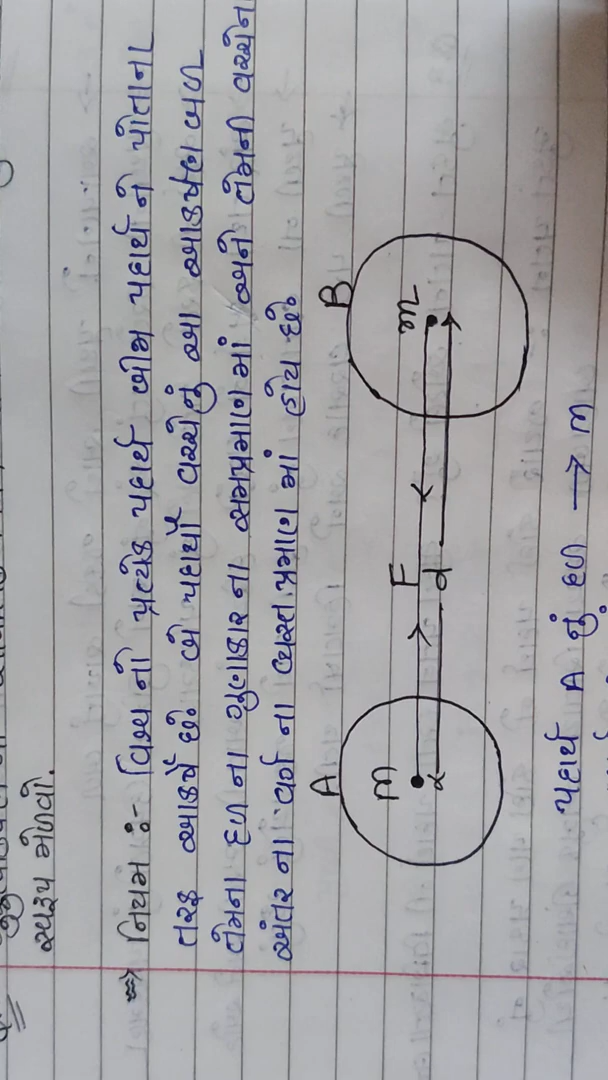 સ્વરૂપ મેળવો.
⇒ નિયમ :- વિશ્વ નો પ્રત્યેક પદાર્થ બીજા પદાર્થ ને પોતાના
તરફ આકર્ષે છે. બે પદાર્થો વચ્ચેનું આ આકર્ષણ બળ
તેમના દળ ના ગુણાકાર ના સમપ્રમાણ માં અને તેમની વચ્ચેના
અંતર ના વર્ગ ના વ્યસ્ત પ્રમાણ માં હોય છે.
A B
m F m
d
પદાર્થ A નું દળ → m